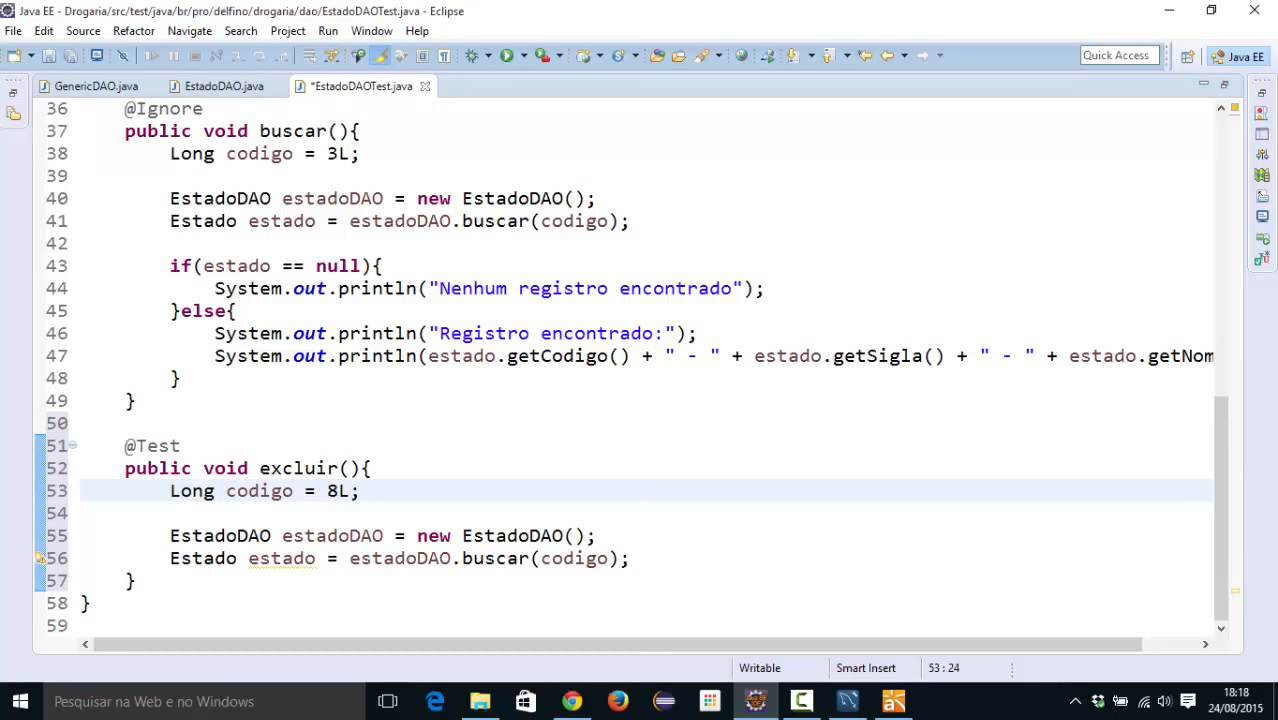 Java EE - Drogaria/src/test/java/br/pro/delfino/drogaria/dao/EstadoDAOTest.java - Eclipse
File Edit Source Refactor Navigate Search Project Run Window Help
Quick Access Java EE
GenericDAO.java EstadoDAO.java *EstadoDAOTest.java
36 @Ignore
37 public void buscar(){
38 Long codigo = 3L;
39
40 EstadoDAO estadoDAO = new EstadoDAO();
41 Estado estado = estadoDAO.buscar(codigo);
42
43 if(estado == null){
44 System.out.println("Nenhum registro encontrado");
45 }else{
46 System.out.println("Registro encontrado:");
47 System.out.println(estado.getCodigo() + " - " + estado.getSigla() + " - " + estado.getNom
48 }
49 }
50
51 @Test
52 public void excluir(){
53 Long codigo = 8L;
54
55 EstadoDAO estadoDAO = new EstadoDAO();
56 Estado estado = estadoDAO.buscar(codigo);
57 }
58 }
59
Writable Smart Insert 53 : 24
Pesquisar na Web e no Windows
18:18
24/08/2015